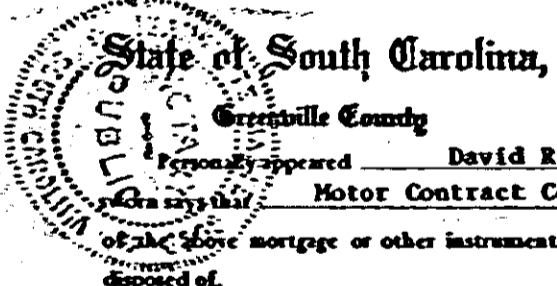 State of South Carolina,
Greenville County
Personally appeared David R
sworn says that Motor Contract C
of the above mortgage or other instrument
disposed of.